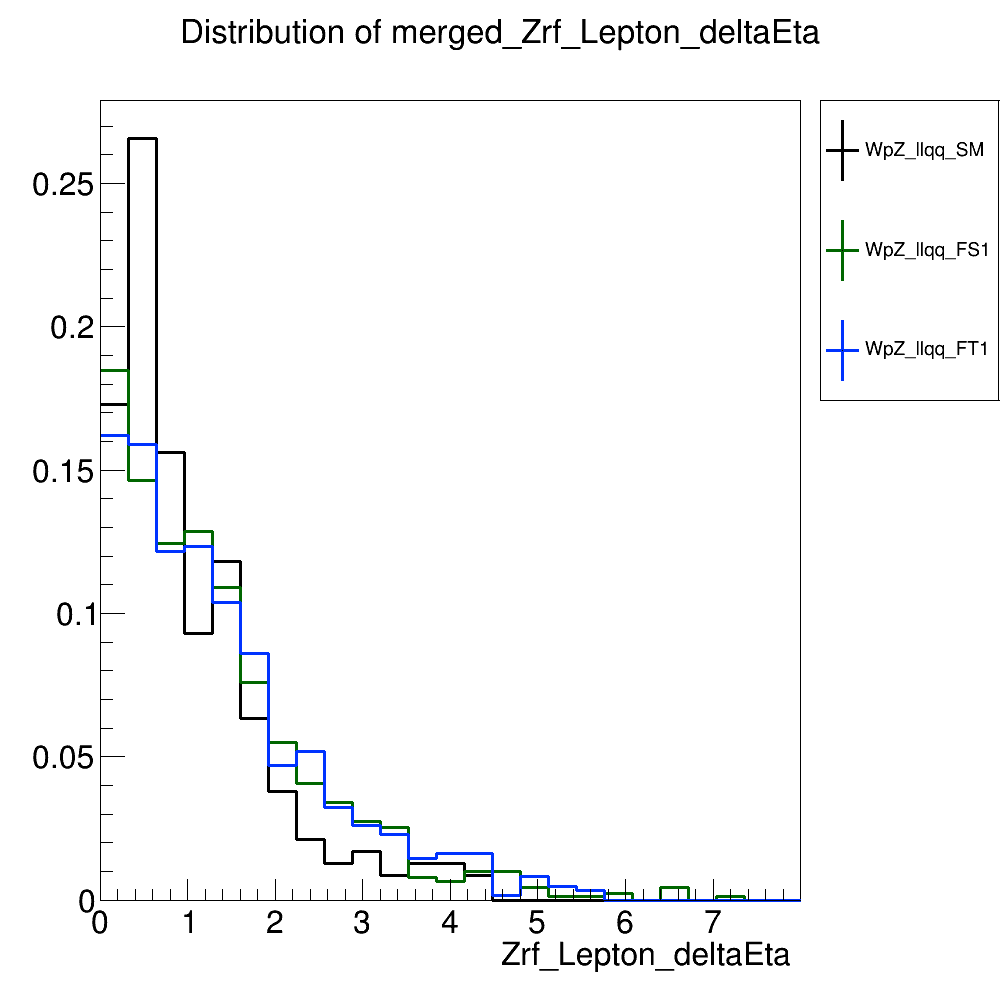 Distribution of merged_Zrf_Lepton_deltaEta
WpZ_llqq_SM
WpZ_llqq_FS1
WpZ_llqq_FT1
0.25
0.2
0.15
0.1
0.05
0
0 1 2 3 4 5 6 7
Zrf_Lepton_deltaEta